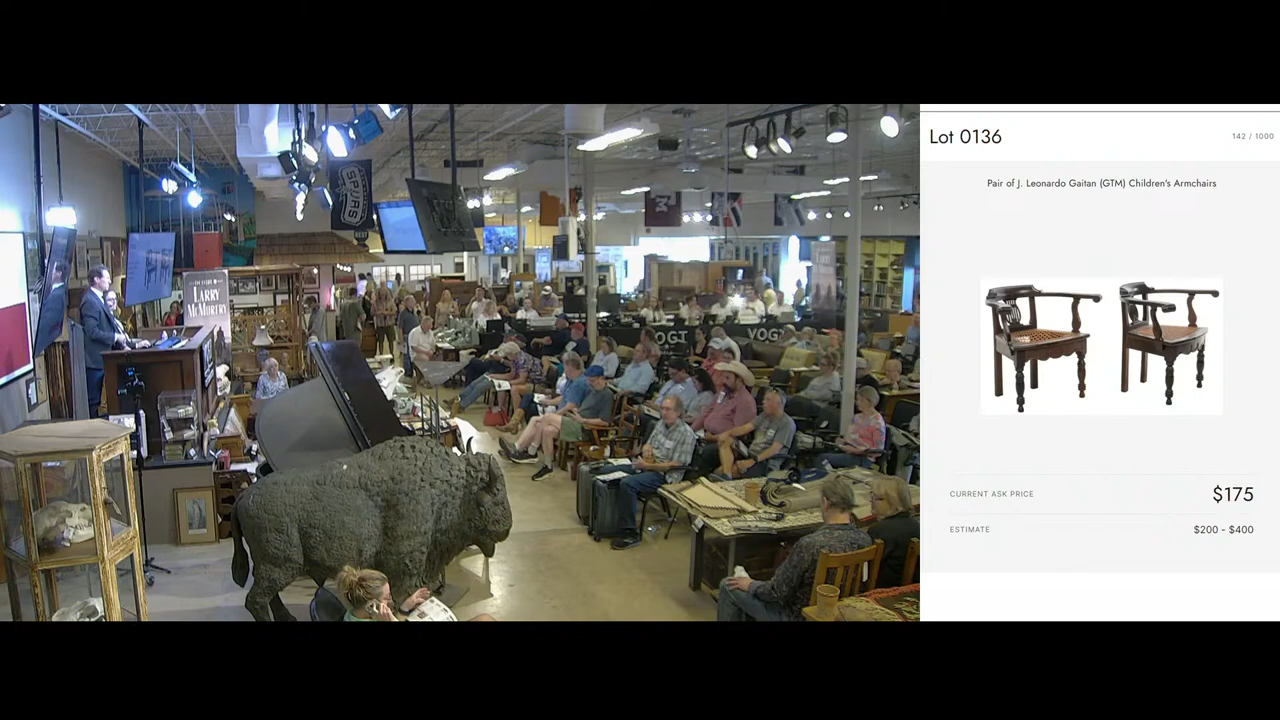 SPURS
LARRY
McMURTRY
VOGT
VOGT
Lot 0136
142 / 1000
Pair of J. Leonardo Gaitan (GTM) Children's Armchairs
CURRENT ASK PRICE
$175
ESTIMATE
$200 - $400